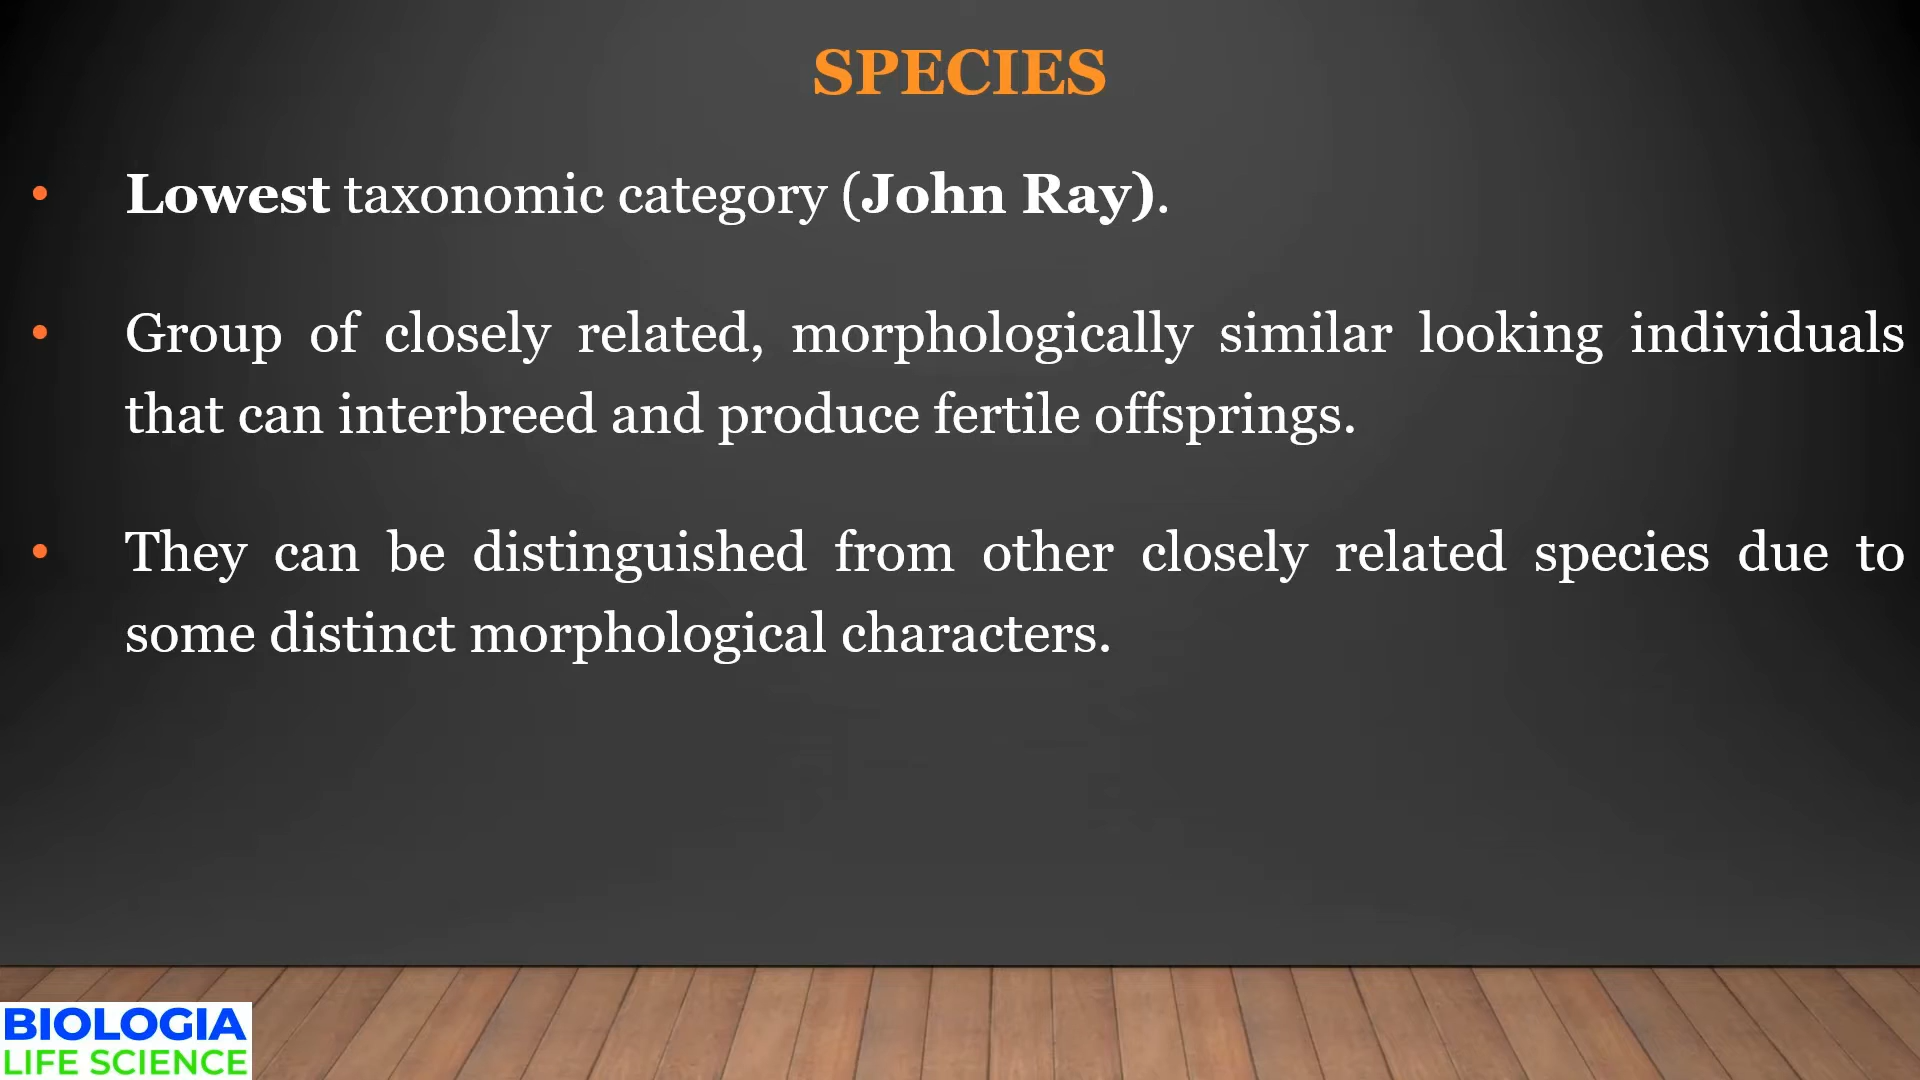 SPECIES
• Lowest taxonomic category (John Ray).
• Group of closely related, morphologically similar looking individuals
that can interbreed and produce fertile offsprings.
• They can be distinguished from other closely related species due to
some distinct morphological characters.
BIOLOGIA
LIFE SCIENCE